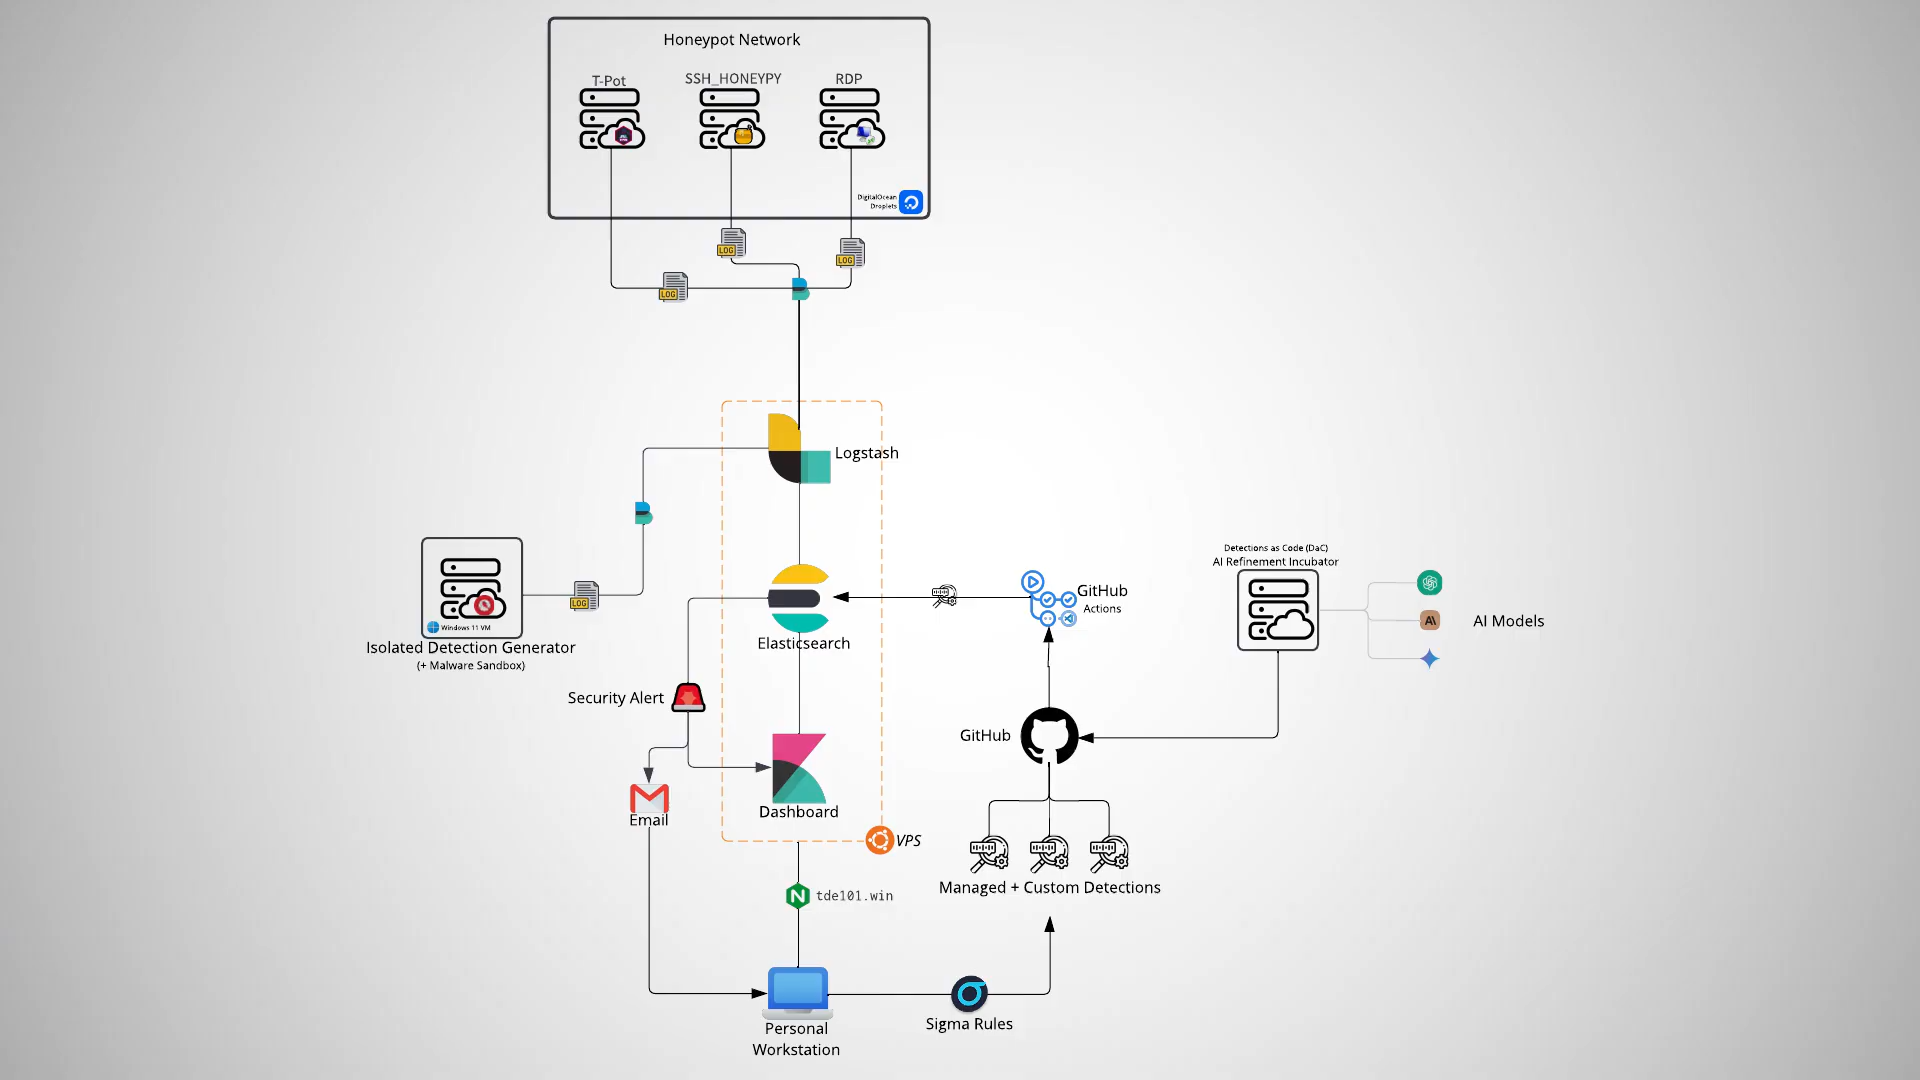 Honeypot Network
T-Pot
SSH_HONEYPY
RDP
DigitalOcean
Droplets
LOG
LOG
LOG
Logstash
LOG
Windows 11 VM
Isolated Detection Generator
(+ Malware Sandbox)
Elasticsearch
GitHub
Actions
Detections as Code (DaC)
AI Refinement Incubator
AI Models
Security Alert
GitHub
Email
Dashboard
VPS
Managed + Custom Detections
tde101.win
Personal
Workstation
Sigma Rules